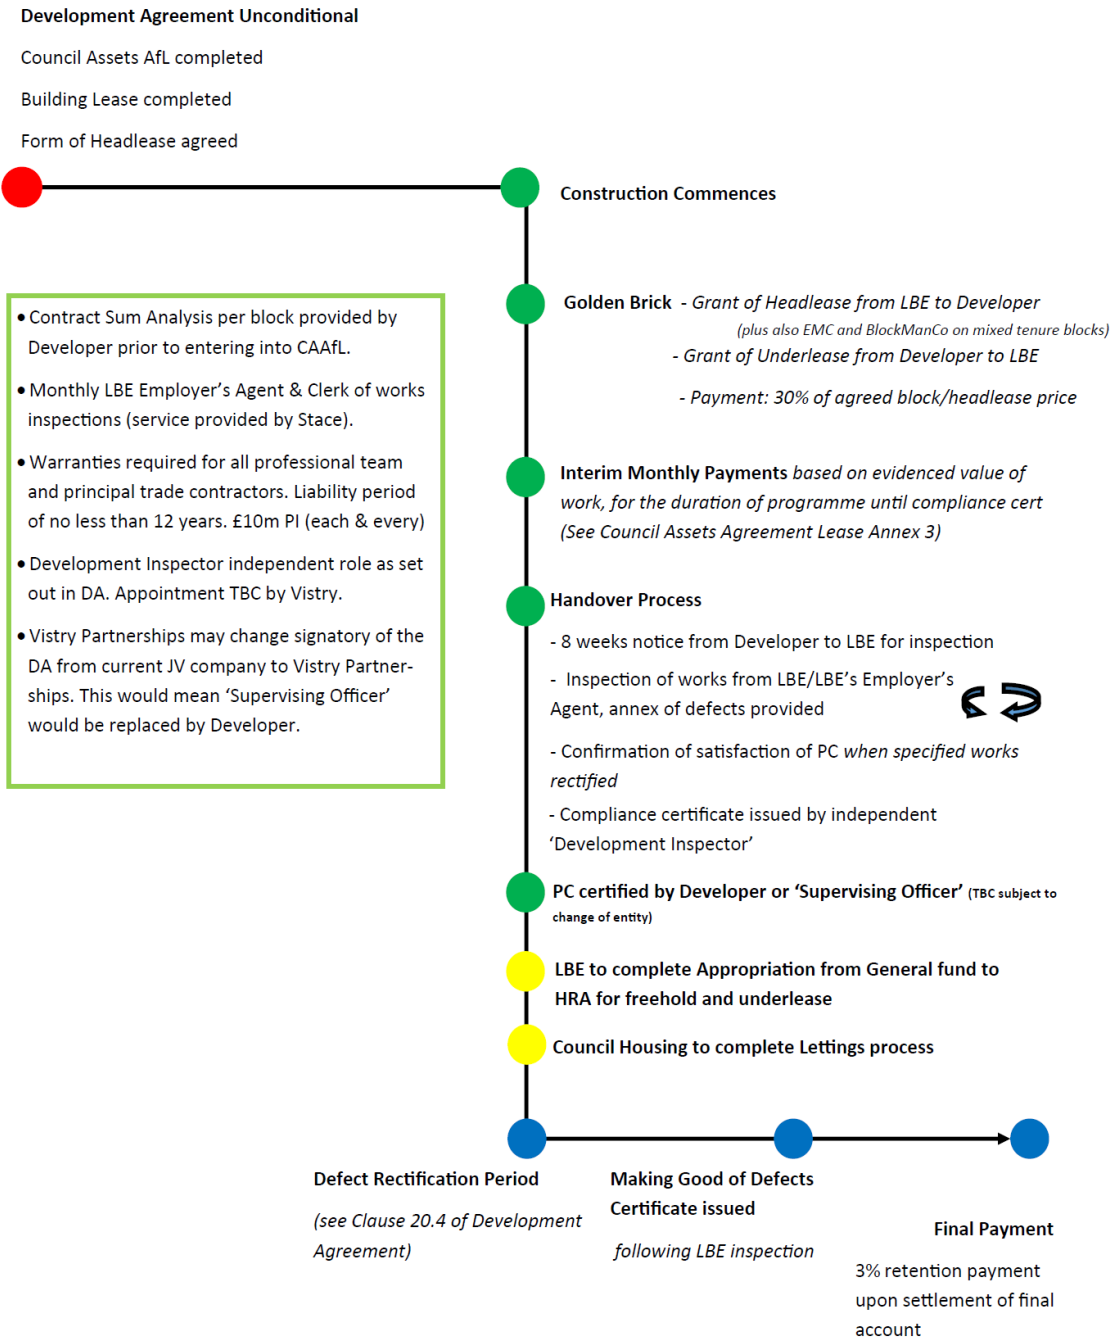 Development Agreement Unconditional
Council Assets AfL completed
Building Lease completed
Form of Headlease agreed
Construction Commences
• Contract Sum Analysis per block provided by
Developer prior to entering into CAAfL.
• Monthly LBE Employer’s Agent & Clerk of works
inspections (service provided by Stace).
• Warranties required for all professional team
and principal trade contractors. Liability period
of no less than 12 years. £10m PI (each & every)
• Development Inspector independent role as set
out in DA. Appointment TBC by Vistry.
• Vistry Partnerships may change signatory of the
DA from current JV company to Vistry Partner-
ships. This would mean ‘Supervising Officer’
would be replaced by Developer.
Golden Brick - Grant of Headlease from LBE to Developer
(plus also EMC and BlockManCo on mixed tenure blocks)
- Grant of Underlease from Developer to LBE
- Payment: 30% of agreed block/headlease price
Interim Monthly Payments based on evidenced value of
work, for the duration of programme until compliance cert
(See Council Assets Agreement Lease Annex 3)
Handover Process
- 8 weeks notice from Developer to LBE for inspection
- Inspection of works from LBE/LBE’s Employer’s
Agent, annex of defects provided
- Confirmation of satisfaction of PC when specified works
rectified
- Compliance certificate issued by independent
‘Development Inspector’
PC certified by Developer or ‘Supervising Officer’ (TBC subject to
change of entity)
LBE to complete Appropriation from General fund to
HRA for freehold and underlease
Council Housing to complete Lettings process
Defect Rectification Period
(see Clause 20.4 of Development
Agreement)
Making Good of Defects
Certificate issued
following LBE inspection
Final Payment
3% retention payment
upon settlement of final
account